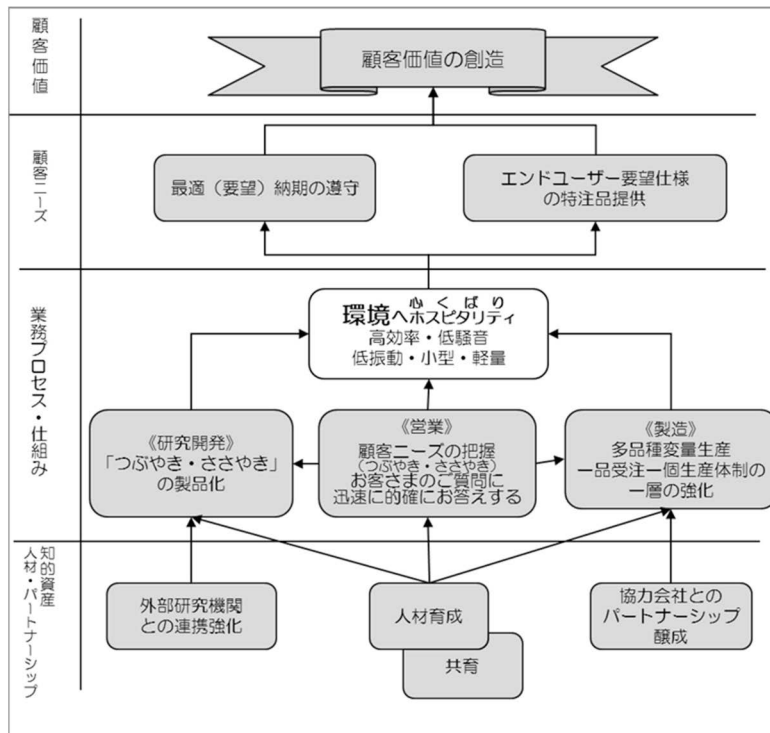 顧客価値
顧客価値の創造
顧客ニーズ
最適（要望）納期の遵守
エンドユーザー要望仕様
の特注品提供
業務プロセス・仕組み
心くばり
環境へホスピタリティ
高効率・低騒音
低振動・小型・軽量
《研究開発》
「つぶやき・ささやき」
の製品化
《営業》
顧客ニーズの把握
（つぶやき・ささやき）
お客さまのご質問に
迅速に的確にお答えする
《製造》
多品種変量生産
一品受注一個生産体制の
一層の強化
知的資産
人材・パートナーシップ
外部研究機関
との連携強化
人材育成
共育
協力会社との
パートナーシップ
醸成